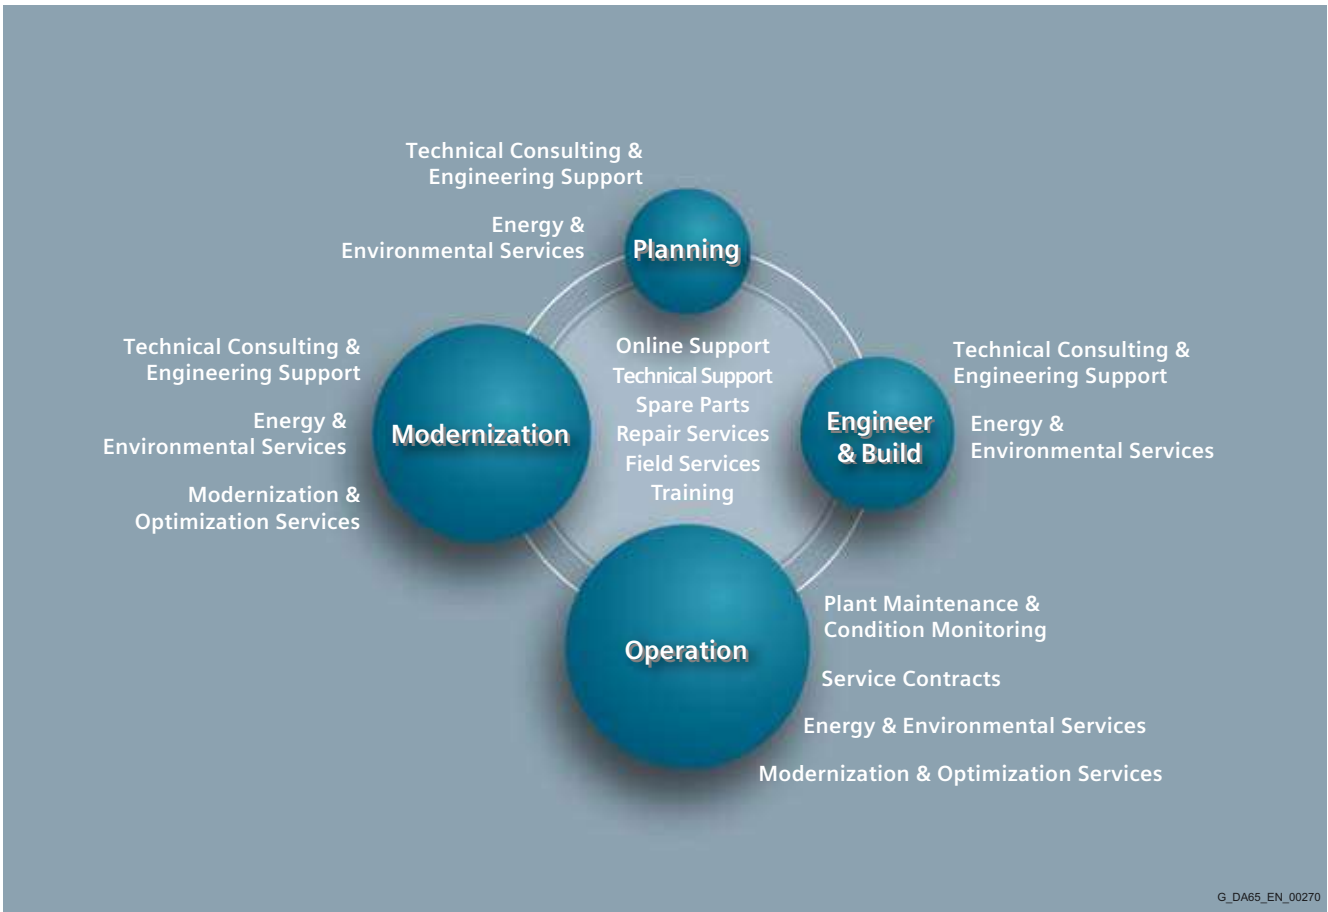 Technical Consulting &
Engineering Support
Energy &
Environmental Services
Planning
Technical Consulting &
Engineering Support
Energy &
Environmental Services
Modernization &
Optimization Services
Modernization
Online Support
Technical Support
Spare Parts
Repair Services
Field Services
Training
Engineer
& Build
Technical Consulting &
Engineering Support
Energy &
Environmental Services
Operation
Plant Maintenance &
Condition Monitoring
Service Contracts
Energy & Environmental Services
Modernization & Optimization Services
G_DA65_EN_00270